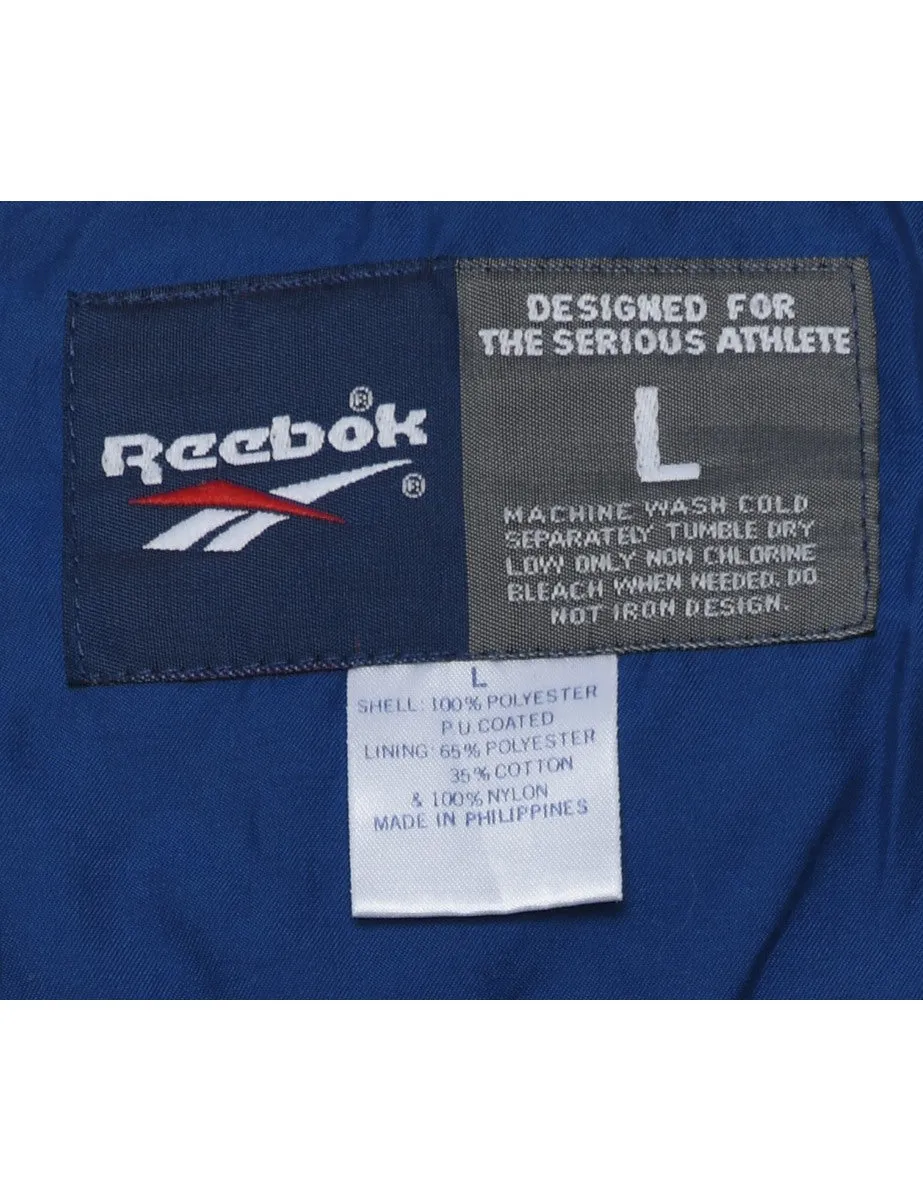 Reebok®
®
DESIGNED FOR
THE SERIOUS ATHLETE
L
MACHINE WASH COLD
SEPARATELY TUMBLE DRY
LOW ONLY NON CHLORINE
BLEACH WHEN NEEDED. DO
NOT IRON DESIGN.
L
SHELL: 100% POLYESTER
P.U.COATED
LINING: 65% POLYESTER
35% COTTON
& 100% NYLON
MADE IN PHILIPPINES